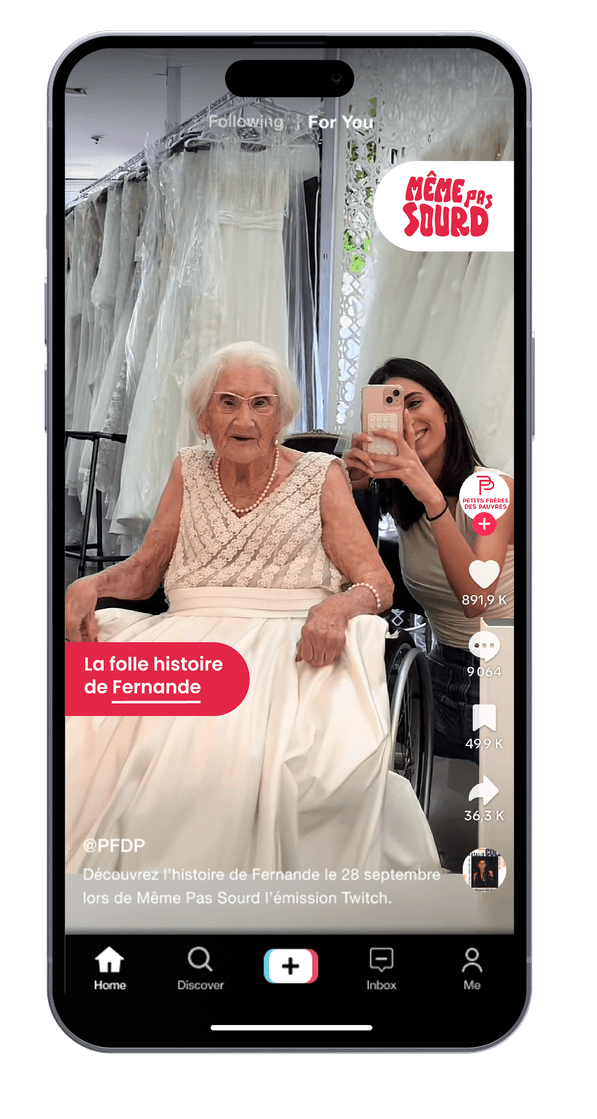 Following | For You
MÊME PAS
SOURD
PETITS FRÈRES
DES PAUVRES
891,9 K
9 064
La folle histoire
de Fernande
49,9 K
36,3 K
@PFDP
Découvrez l'histoire de Fernande le 28 septembre
lors de Même Pas Sourd l'émission Twitch.
Home
Discover
Inbox
Me